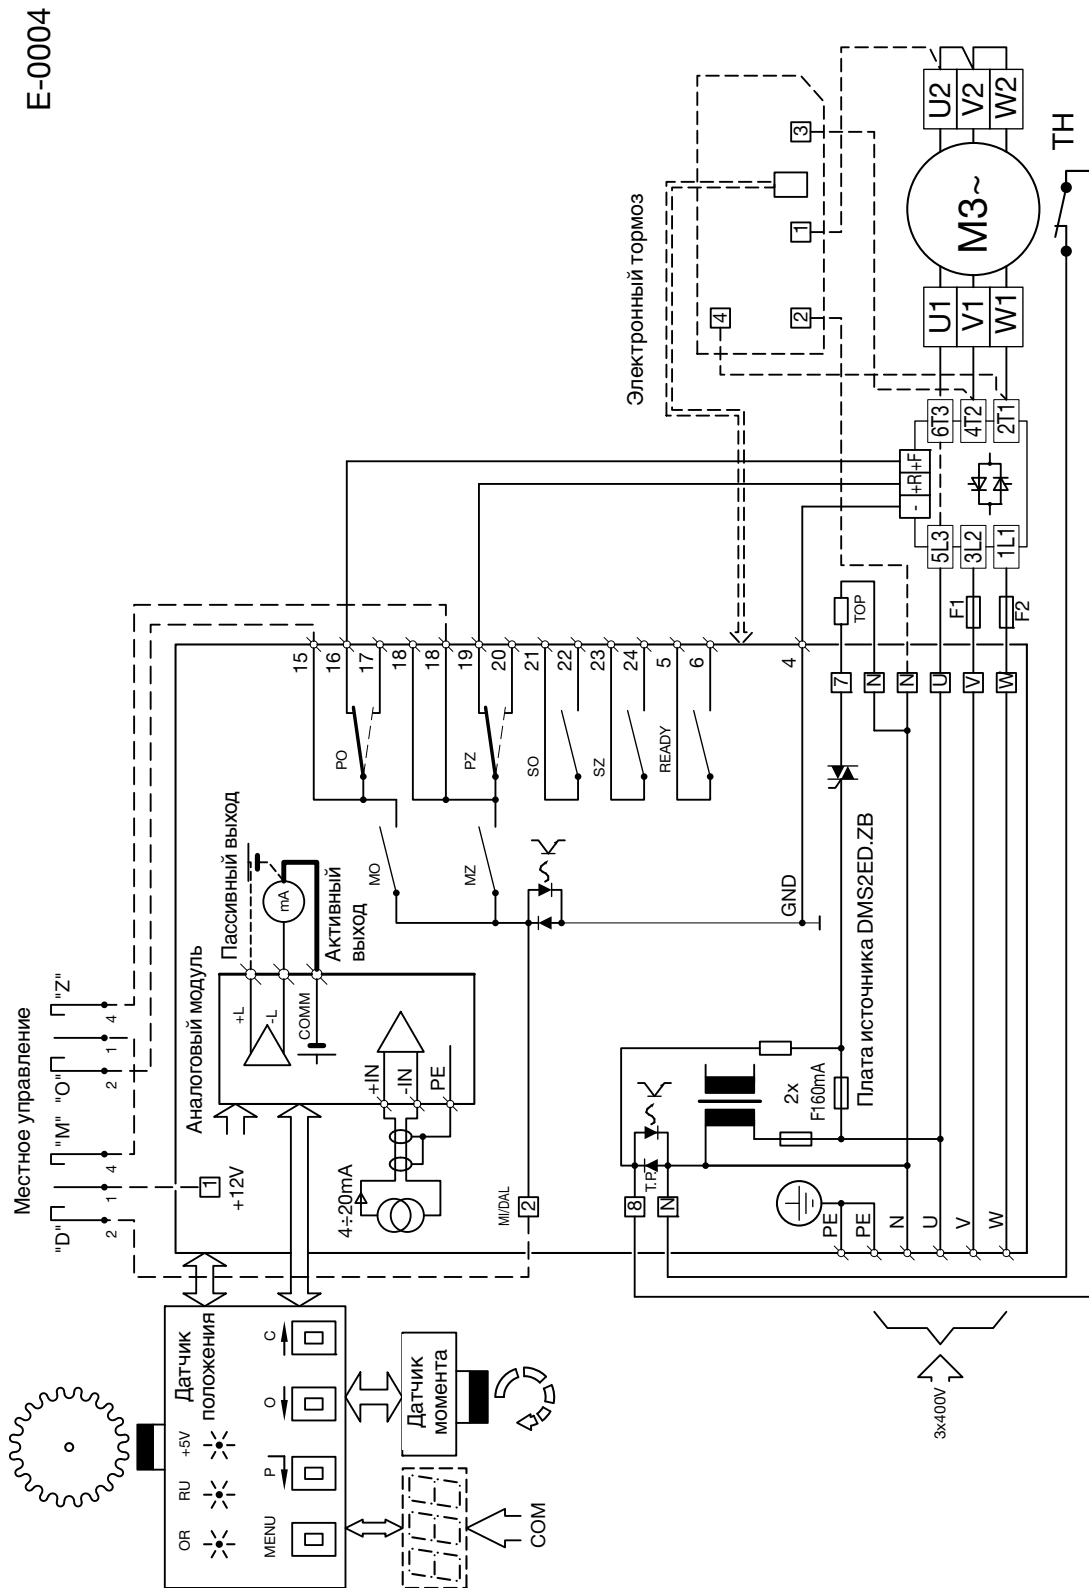 E-0004
Местное управление
"D"
"M"
"O"
"Z"
2
1
4
2
1
4
Датчик
положения
OR
RU
+5V
MENU
P
O
C
COM
Датчик
момента
1
+12V
Аналоговый модуль
+L
-L
COMM
+IN
-IN
PE
Пассивный выход
mA
Активный
выход
4÷20mA
MI/DAL
2
MO
MZ
PO
PZ
SO
SZ
READY
15
16
17
18
18
19
20
21
22
23
24
5
6
4
GND
Плата источника DMS2ED.ZB
2x
F160mA
8
T.P.
N
PE
PE
N
U
V
W
3x400V
7
N
N
U
V
W
TOP
F1
F2
5L3
3L2
1L1
-
+R
+F
6T3
4T2
2T1
Электронный тормоз
4
2
1
3
U1
V1
W1
M3~
U2
V2
W2
TH